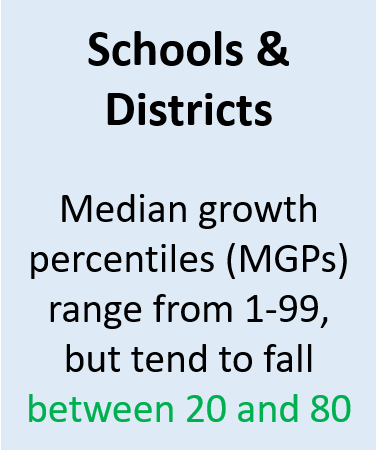 Schools &
Districts
Median growth
percentiles (MGPs)
range from 1-99,
but tend to fall
between 20 and 80